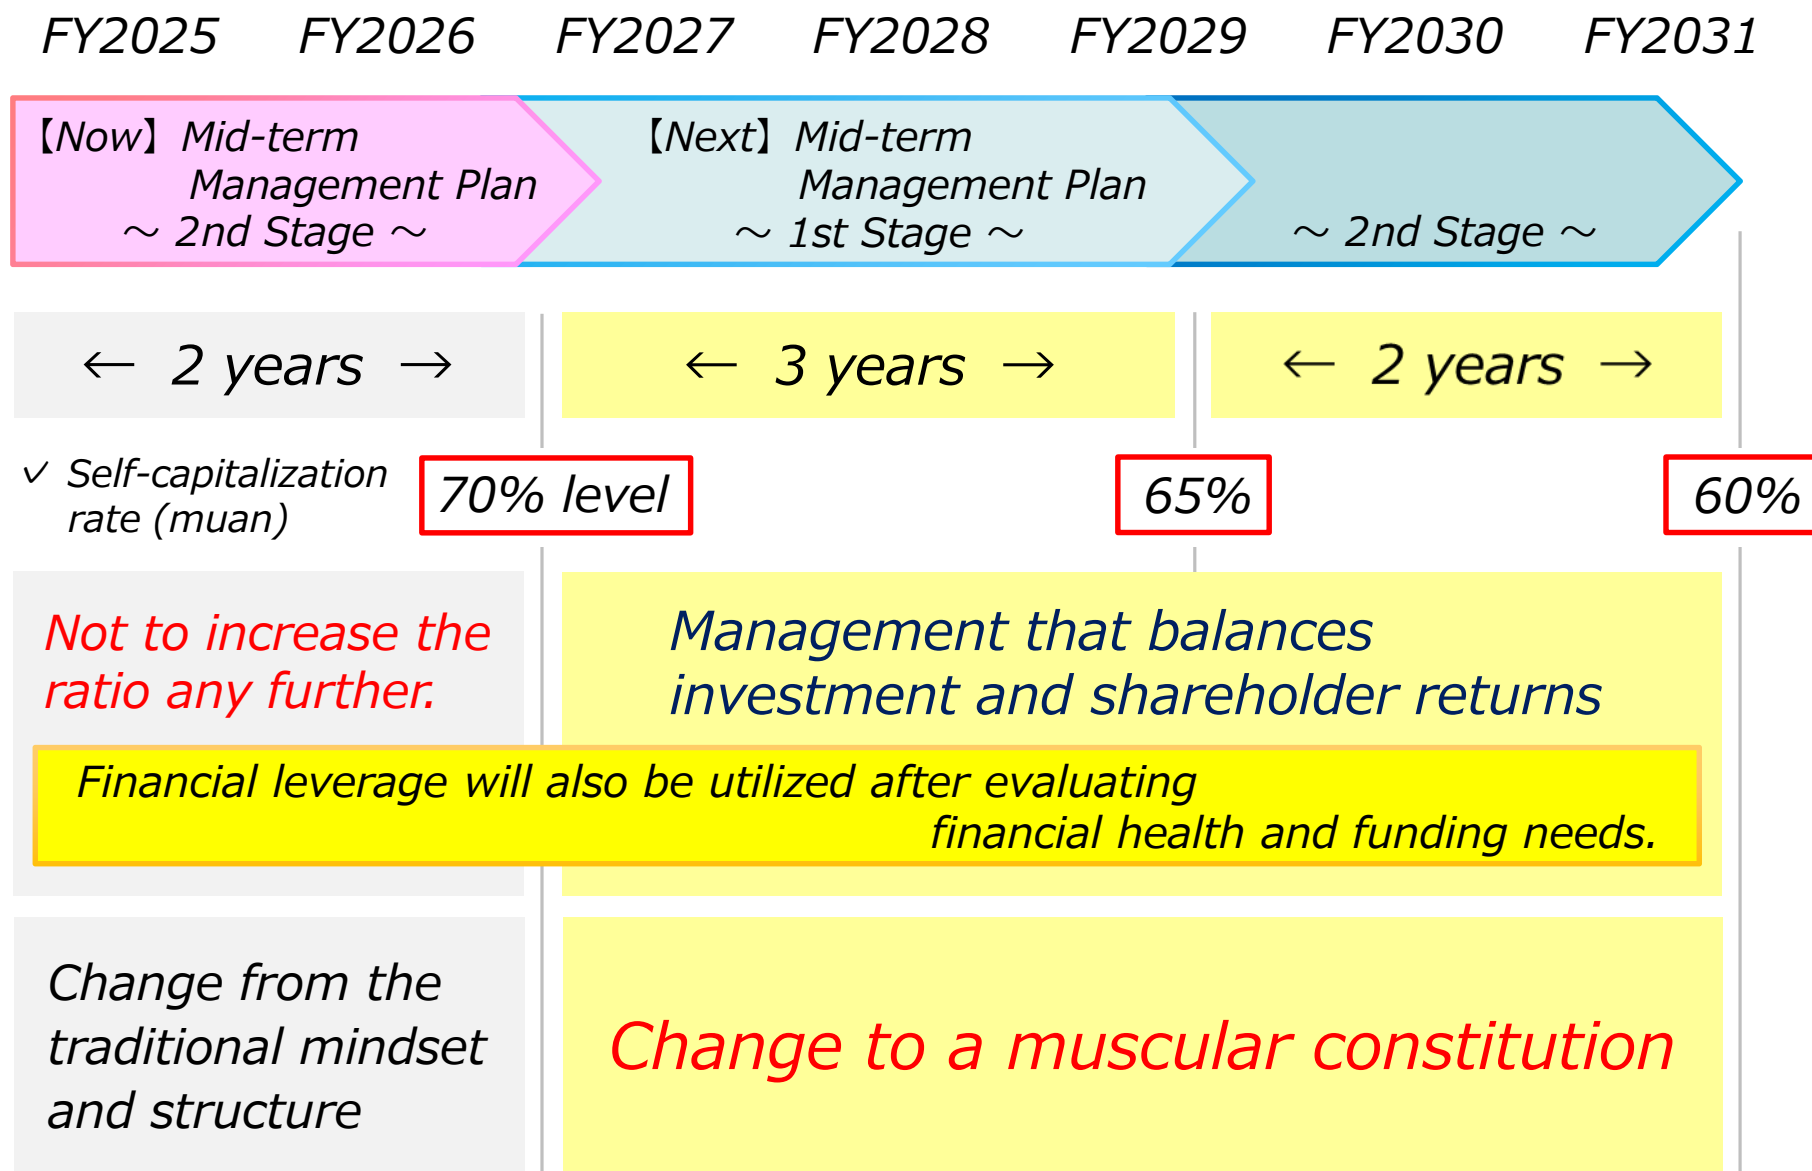 FY2025 FY2026 FY2027 FY2028 FY2029 FY2030 FY2031
【Now】Mid-term
Management Plan
～ 2nd Stage ～
【Next】Mid-term
Management Plan
～ 1st Stage ～
～ 2nd Stage ～
← 2 years →
← 3 years →
← 2 years →
✓ Self-capitalization
rate (muan)
70% level
65%
60%
Not to increase the
ratio any further.
Management that balances
investment and shareholder returns
Financial leverage will also be utilized after evaluating
financial health and funding needs.
Change from the
traditional mindset
and structure
Change to a muscular constitution